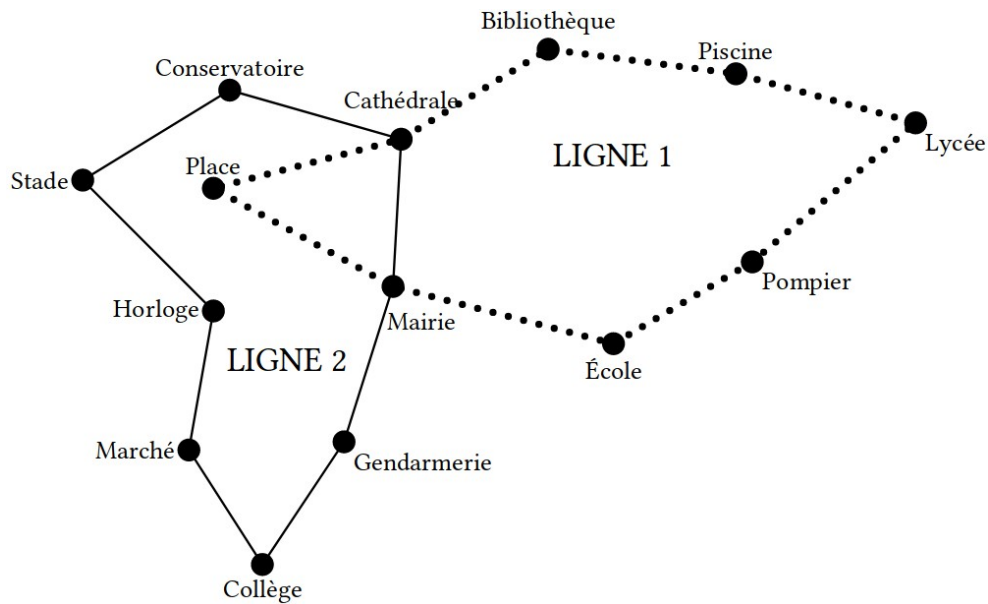 Bibliothèque
Piscine
Conservatoire
Cathédrale
Lycée
LIGNE 1
Place
Stade
Pompier
Horloge
Mairie
LIGNE 2
École
Marché
Gendarmerie
Collège